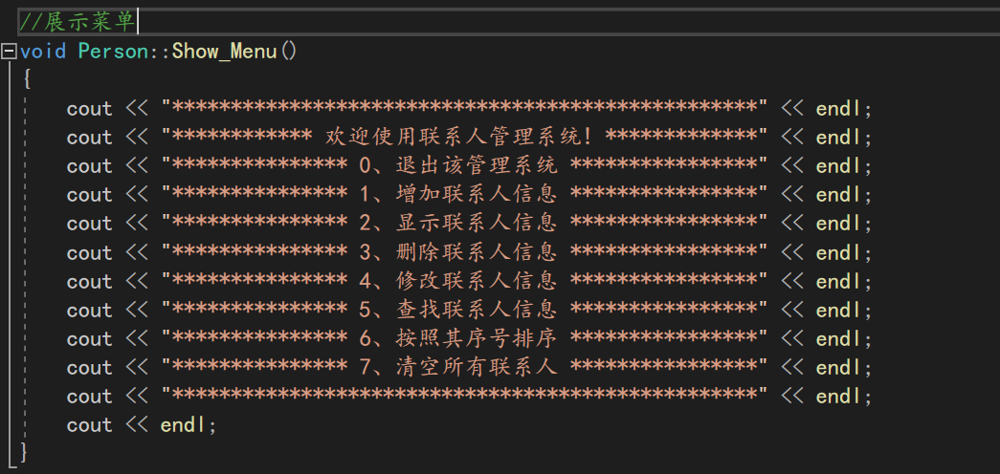 //展示菜单
void Person::Show_Menu()
{
cout << "**************************************************" << endl;
cout << "************ 欢迎使用联系人管理系统! *************" << endl;
cout << "*************** 0、退出该管理系统 ****************" << endl;
cout << "*************** 1、增加联系人信息 ****************" << endl;
cout << "*************** 2、显示联系人信息 ****************" << endl;
cout << "*************** 3、删除联系人信息 ****************" << endl;
cout << "*************** 4、修改联系人信息 ****************" << endl;
cout << "*************** 5、查找联系人信息 ****************" << endl;
cout << "*************** 6、按照其序号排序 ****************" << endl;
cout << "*************** 7、清空所有联系人 ****************" << endl;
cout << "**************************************************" << endl;
cout << endl;
}